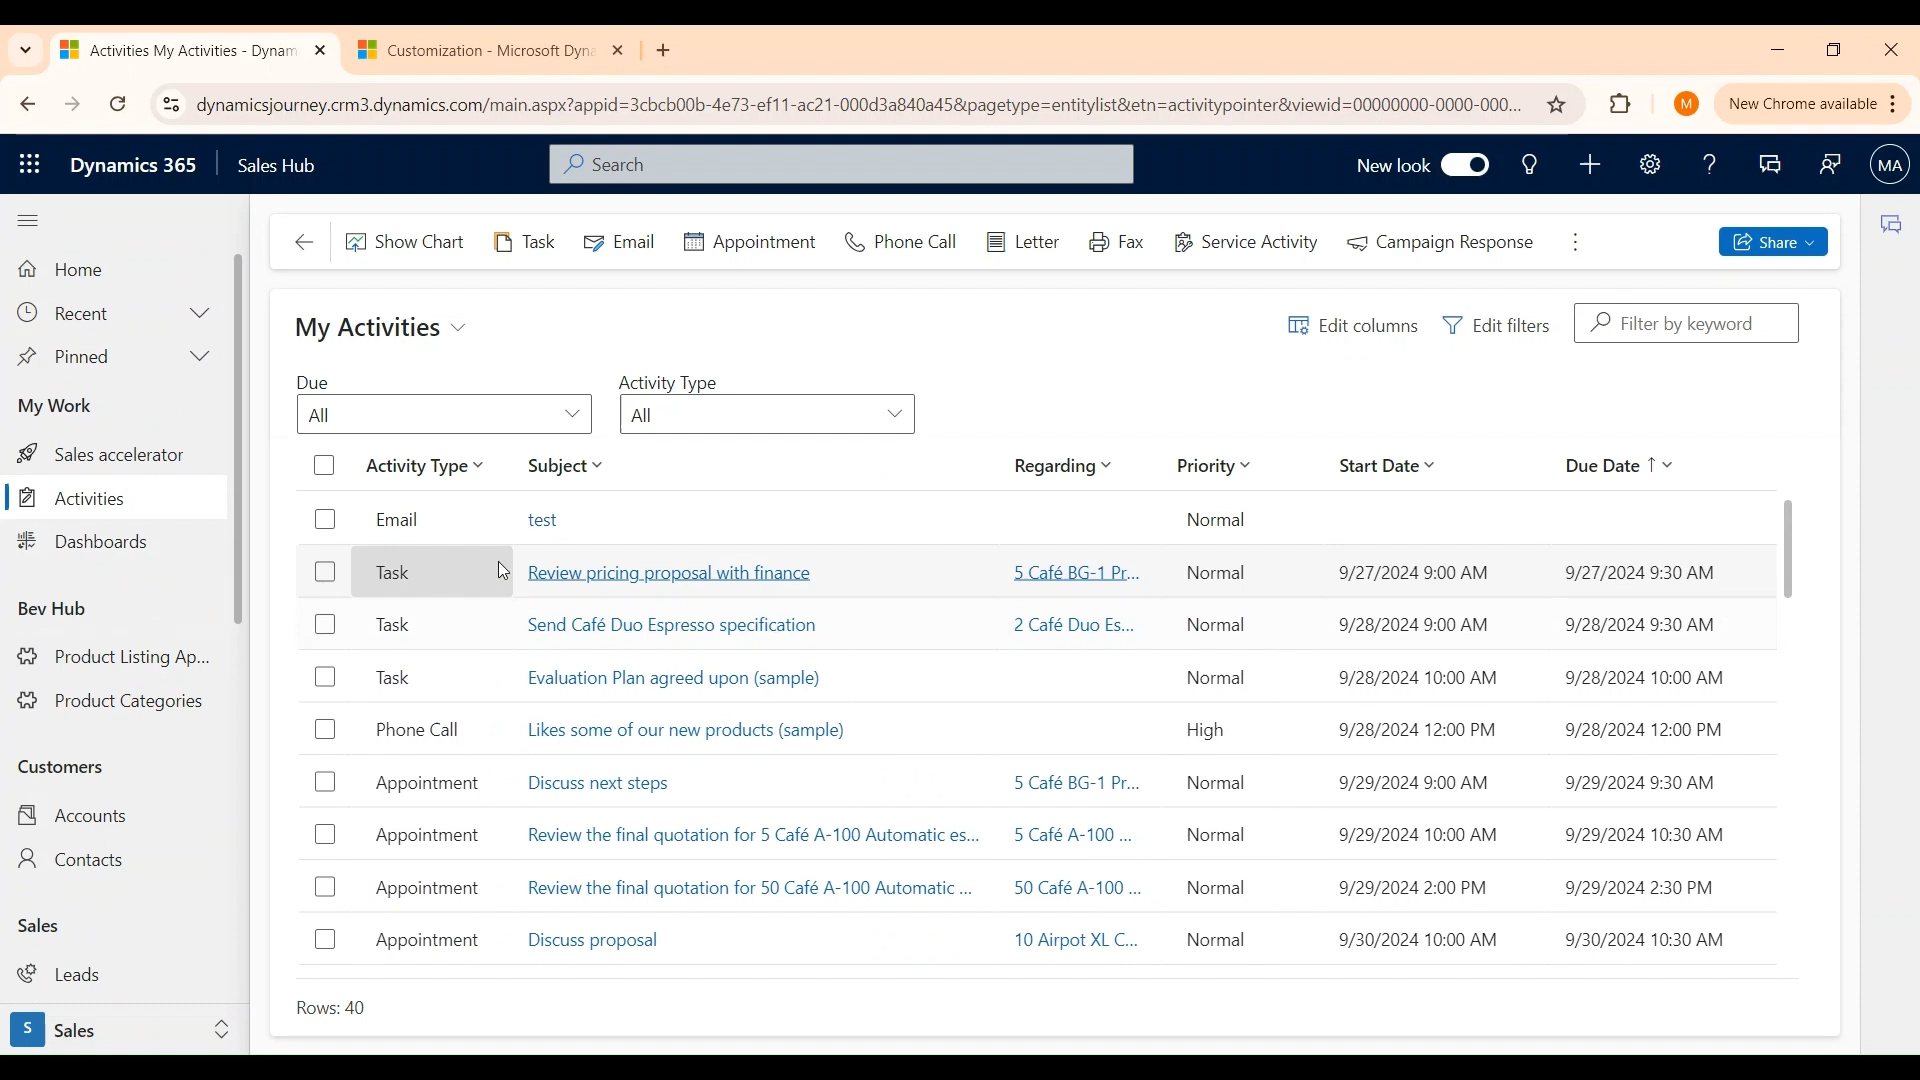 Activities My Activities - Dynam
Customization - Microsoft Dyna
dynamicsjourney.crm3.dynamics.com/main.aspx?appid=3cbcb00b-4e73-ef11-ac21-000d3a840a45&pagetype=entitylist&etn=activitypointer&viewid=00000000-0000-000...
M
New Chrome available
Dynamics 365
Sales Hub
Search
New look
MA
Home
Recent
Pinned
My Work
Sales accelerator
Activities
Dashboards
Bev Hub
Product Listing Ap...
Product Categories
Customers
Accounts
Contacts
Sales
Leads
S Sales
Show Chart
Task
Email
Appointment
Phone Call
Letter
Fax
Service Activity
Campaign Response
Share
My Activities
Edit columns
Edit filters
Filter by keyword
Due
Activity Type
All
All
Activity Type Subject Regarding Priority Start Date Due Date ↑
Email test Normal
Task Review pricing proposal with finance 5 Café BG-1 Pr... Normal 9/27/2024 9:00 AM 9/27/2024 9:30 AM
Task Send Café Duo Espresso specification 2 Café Duo Es... Normal 9/28/2024 9:00 AM 9/28/2024 9:30 AM
Task Evaluation Plan agreed upon (sample) Normal 9/28/2024 10:00 AM 9/28/2024 10:00 AM
Phone Call Likes some of our new products (sample) High 9/28/2024 12:00 PM 9/28/2024 12:00 PM
Appointment Discuss next steps 5 Café BG-1 Pr... Normal 9/29/2024 9:00 AM 9/29/2024 9:30 AM
Appointment Review the final quotation for 5 Café A-100 Automatic es... 5 Café A-100 ... Normal 9/29/2024 10:00 AM 9/29/2024 10:30 AM
Appointment Review the final quotation for 50 Café A-100 Automatic ... 50 Café A-100 ... Normal 9/29/2024 2:00 PM 9/29/2024 2:30 PM
Appointment Discuss proposal 10 Airpot XL C... Normal 9/30/2024 10:00 AM 9/30/2024 10:30 AM
Rows: 40